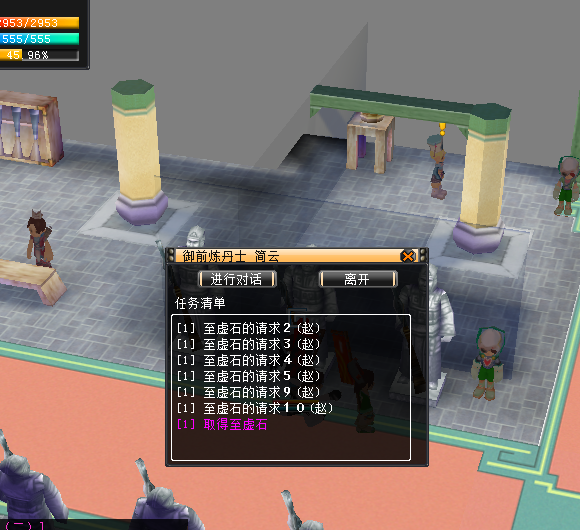 2953/2953
555/555
45.96%
御前炼丹士 简云
进行对话 离开
任务清单
[1] 至虚石的请求2（赵）
[1] 至虚石的请求3（赵）
[1] 至虚石的请求4（赵）
[1] 至虚石的请求5（赵）
[1] 至虚石的请求9（赵）
[1] 至虚石的请求10（赵）
[1] 取得至虚石
(二)]